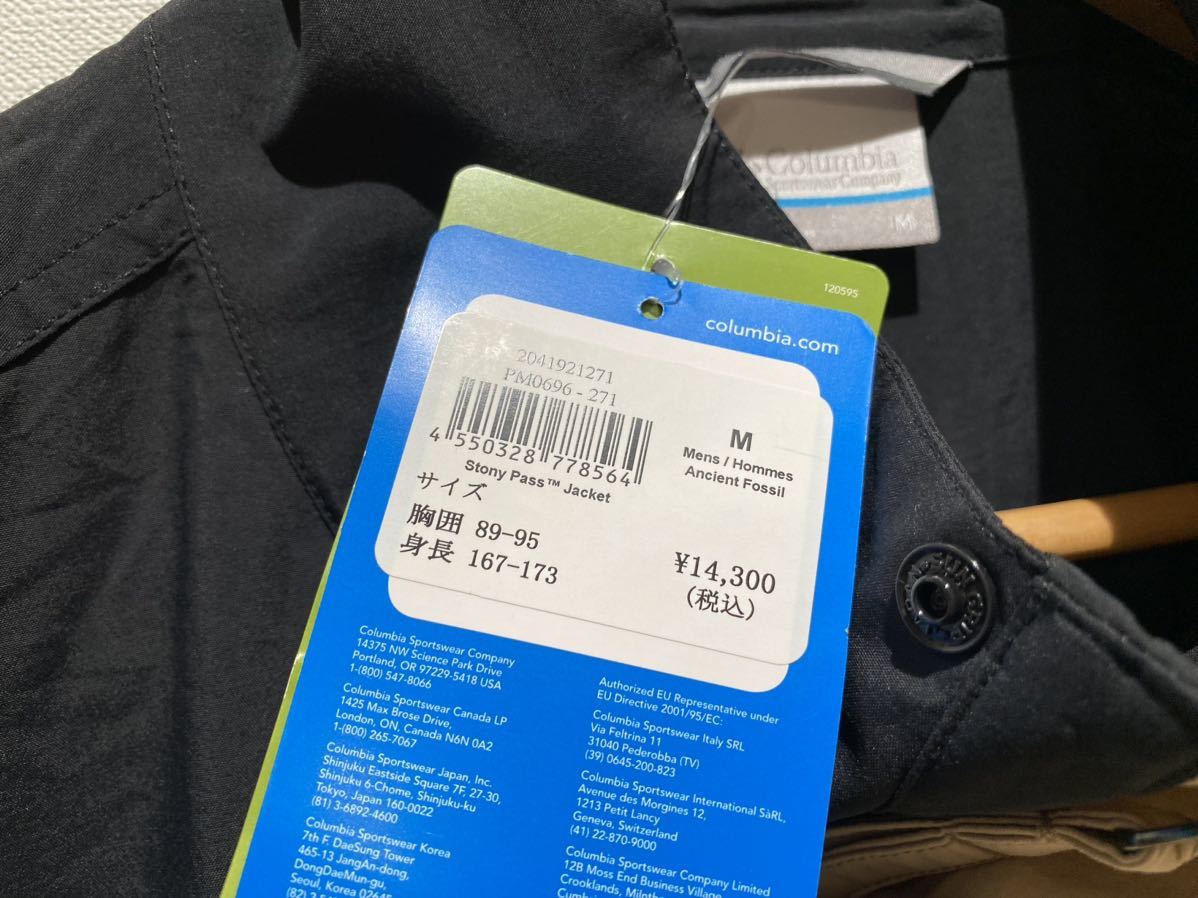 Columbia
Sportswear Company
M
120595
columbia.com
2041921271
PM0696 - 271
4 550328 778564
Stony Pass™ Jacket
M
Mens / Hommes
Ancient Fossil
サイズ
胸囲 89-95
身長 167-173
¥14,300
(税込)
Columbia Sportswear Company
14375 NW Science Park Drive
Portland, OR 97229-5418 USA
1-(800) 547-8066
Columbia Sportswear Canada LP
1425 Max Brose Drive,
London, ON, Canada N6N 0A2
1-(800) 265-7067
Columbia Sportswear Japan, Inc.
Shinjuku Eastside Square 7F, 27-30,
Shinjuku 6-Chome, Shinjuku-ku
Tokyo, Japan 160-0022
(81) 3-6892-4600
Columbia Sportswear Korea
7th F. DaeSung Tower
465-13 JangAn-dong,
DongDaeMun-gu,
Seoul, Korea 02645
Authorized EU Representative under
EU Directive 2001/95/EC:
Columbia Sportswear Italy SRL
Via Feltrina 11
31040 Pederobba (TV)
(39) 0645-200-823
Columbia Sportswear International SàRL,
Avenue des Morgines 12,
1213 Petit Lancy
Geneva, Switzerland
(41) 22-870-9000
Columbia Sportswear Company Limited
12B Moss End Business Village
Crooklands,